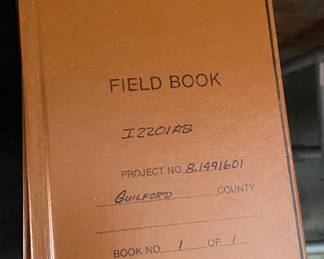 FIELD BOOK
I2201AB
PROJECT NO. 8.1491601
GUILFORD COUNTY
BOOK NO. 1 OF 1